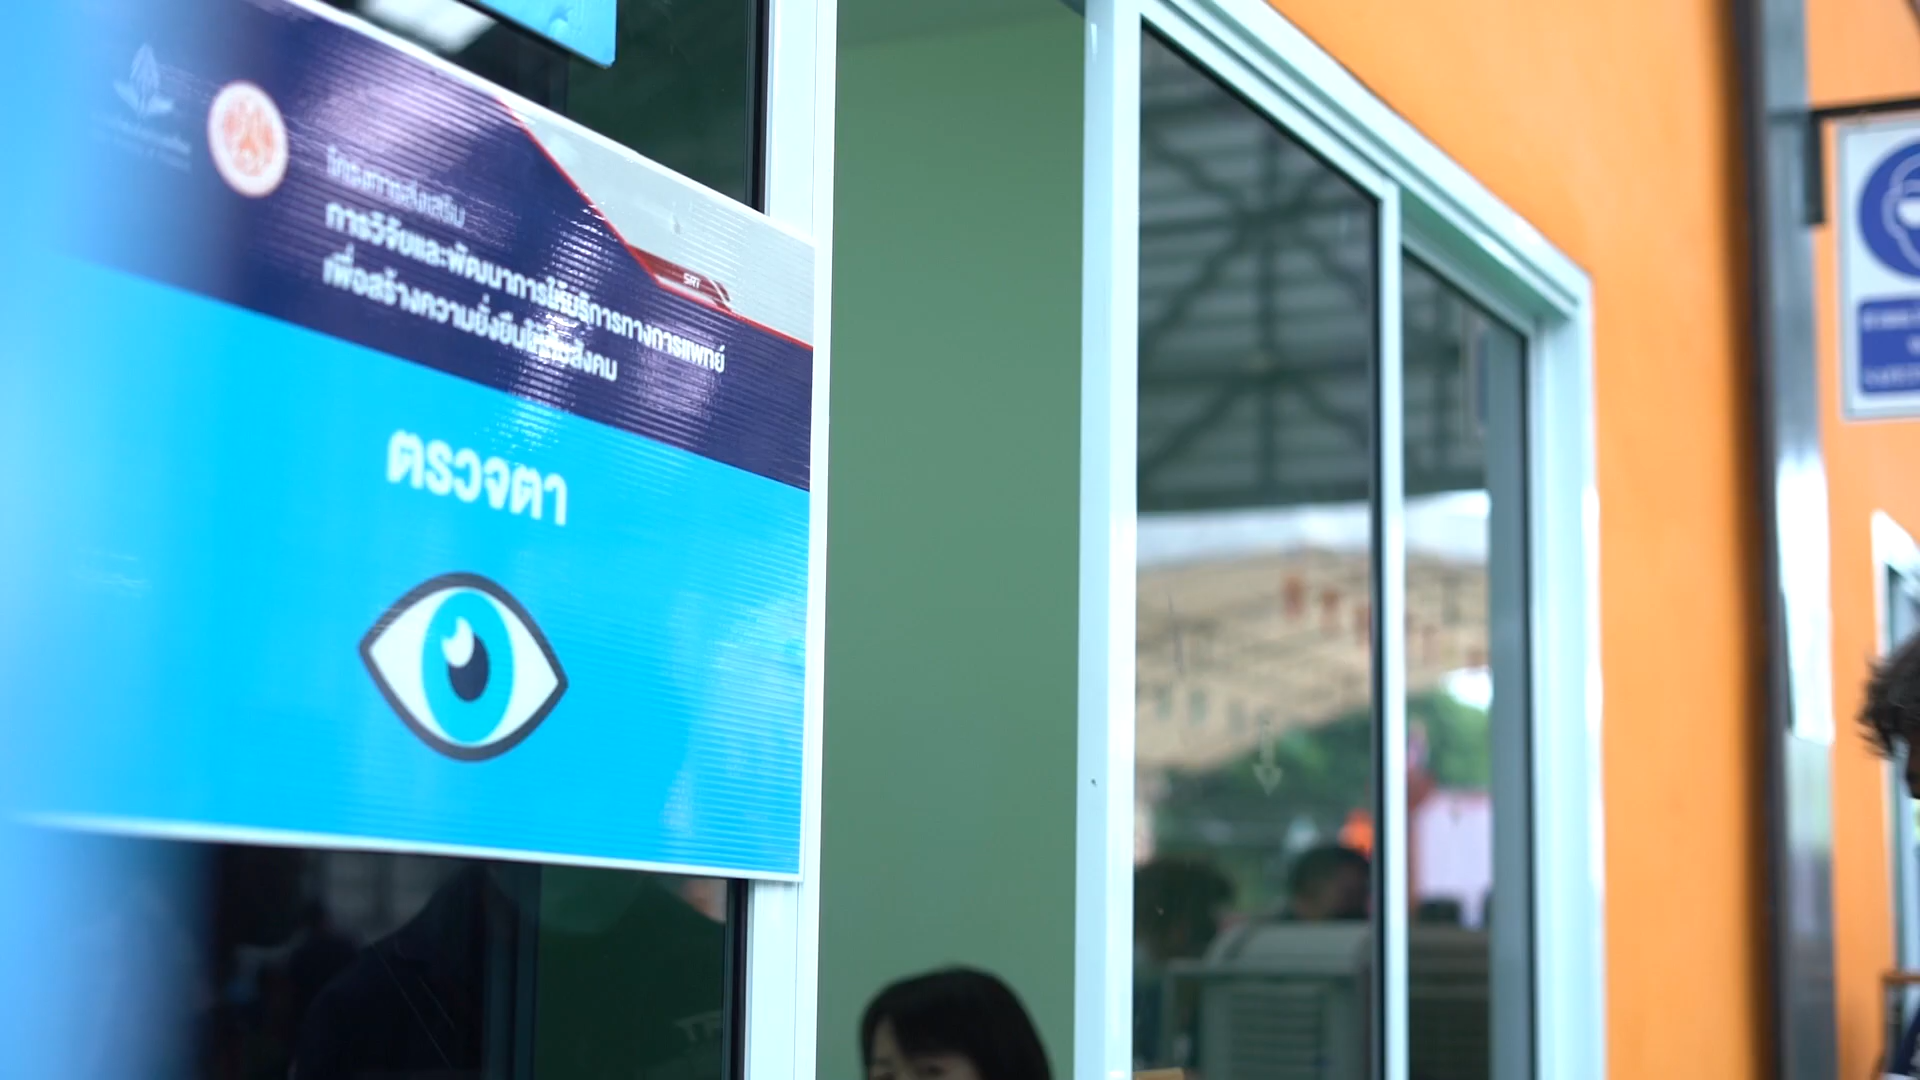 โครงการส่งเสริม
การวิจัยและพัฒนาการให้บริการทางการแพทย์
เพื่อสร้างความยั่งยืนให้กับสังคม
SRT
ตรวจตา